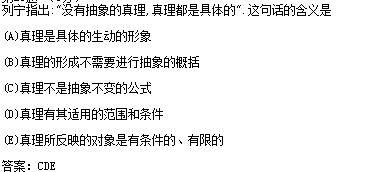 列宁指出:"没有抽象的真理,真理都是具体的".这句话的含义是
(A)真理是具体的生动的形象
(B)真理的形成不需要进行抽象的概括
(C)真理不是抽象不变的公式
(D)真理有其适用的范围和条件
(E)真理所反映的对象是有条件的、有限的
答案：CDE